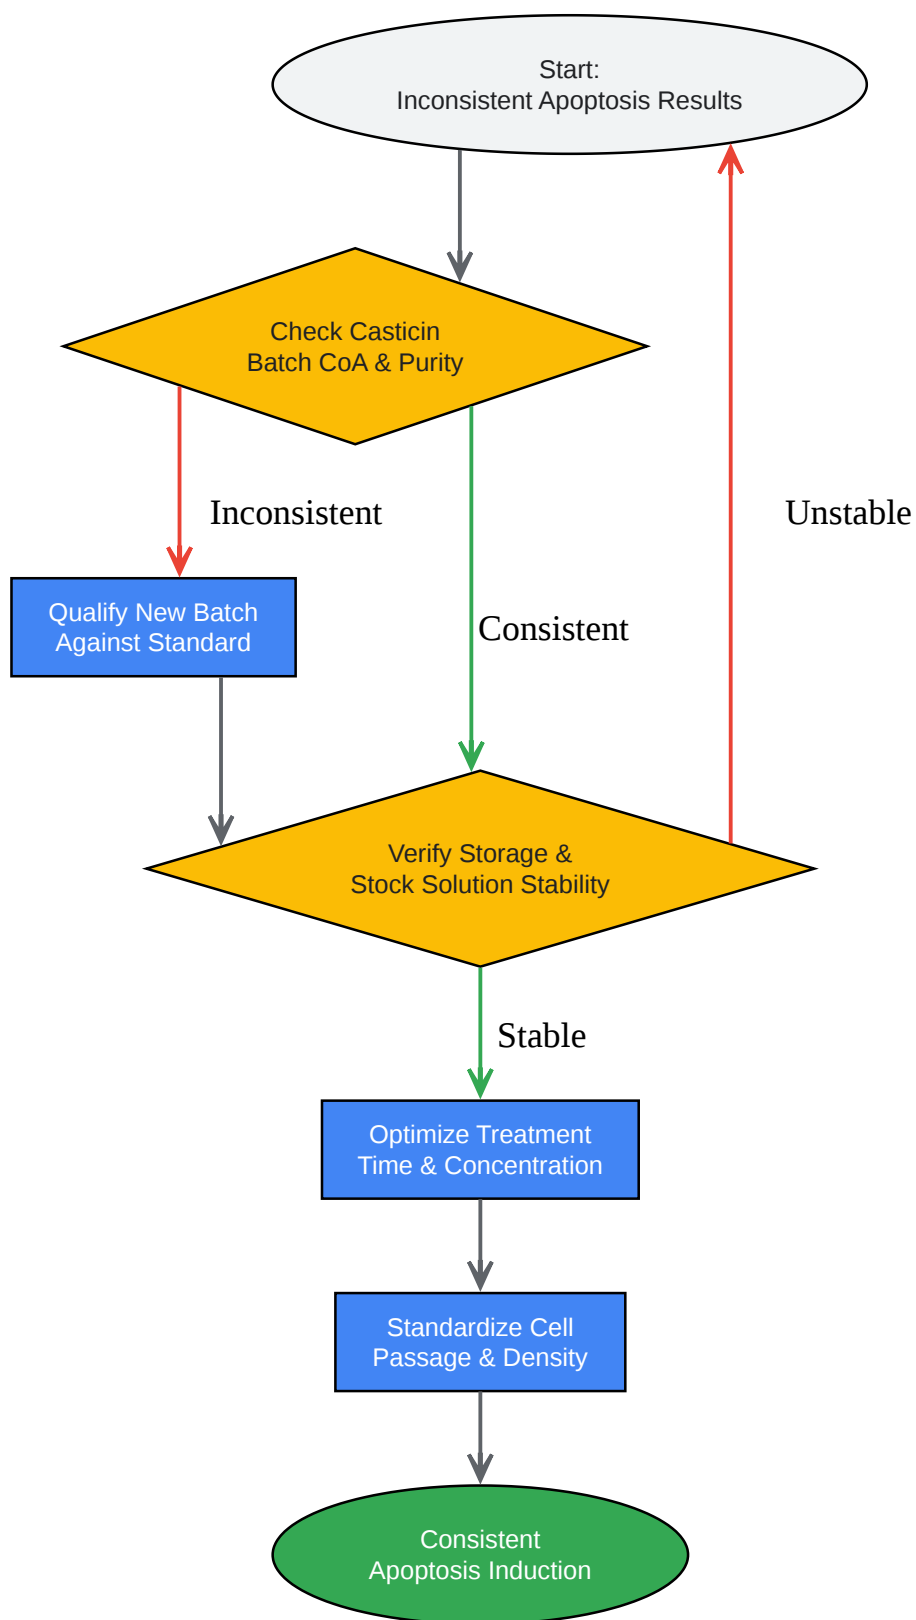 Start:
Inconsistent Apoptosis Results
Check Casticin
Batch CoA & Purity
Inconsistent
Unstable
Qualify New Batch
Against Standard
Consistent
Verify Storage &
Stock Solution Stability
Stable
Optimize Treatment
Time & Concentration
Standardize Cell
Passage & Density
Consistent
Apoptosis Induction